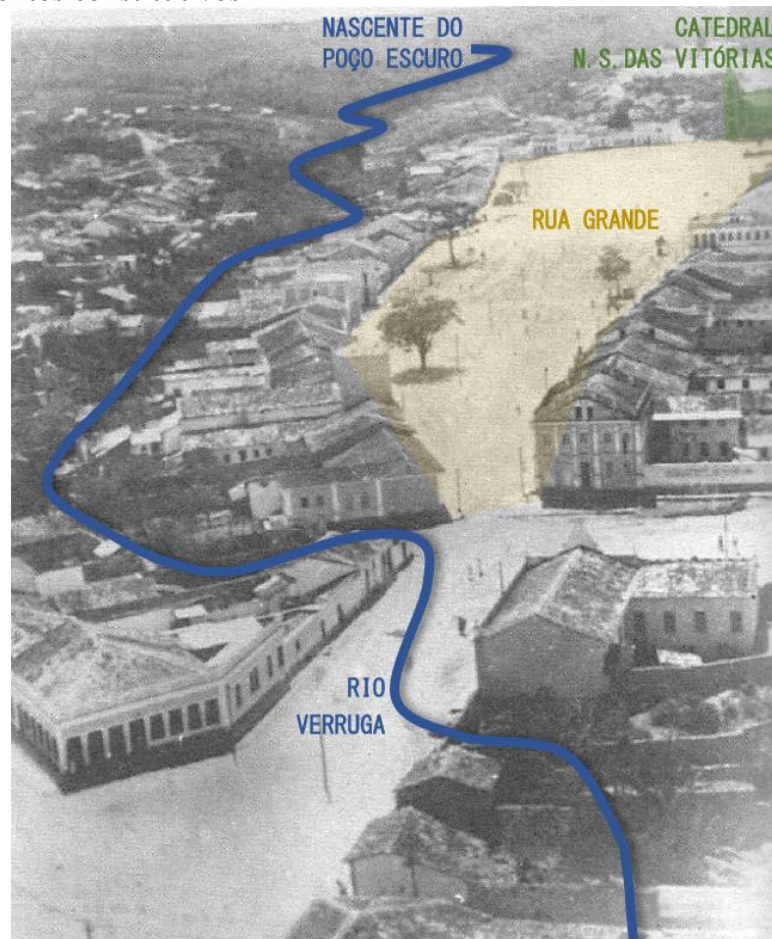 NASCENTE DO
POÇO ESCURO
CATEDRAL
N. S. DAS VITÓRIAS
RUA GRANDE
RIO
VERRUGA